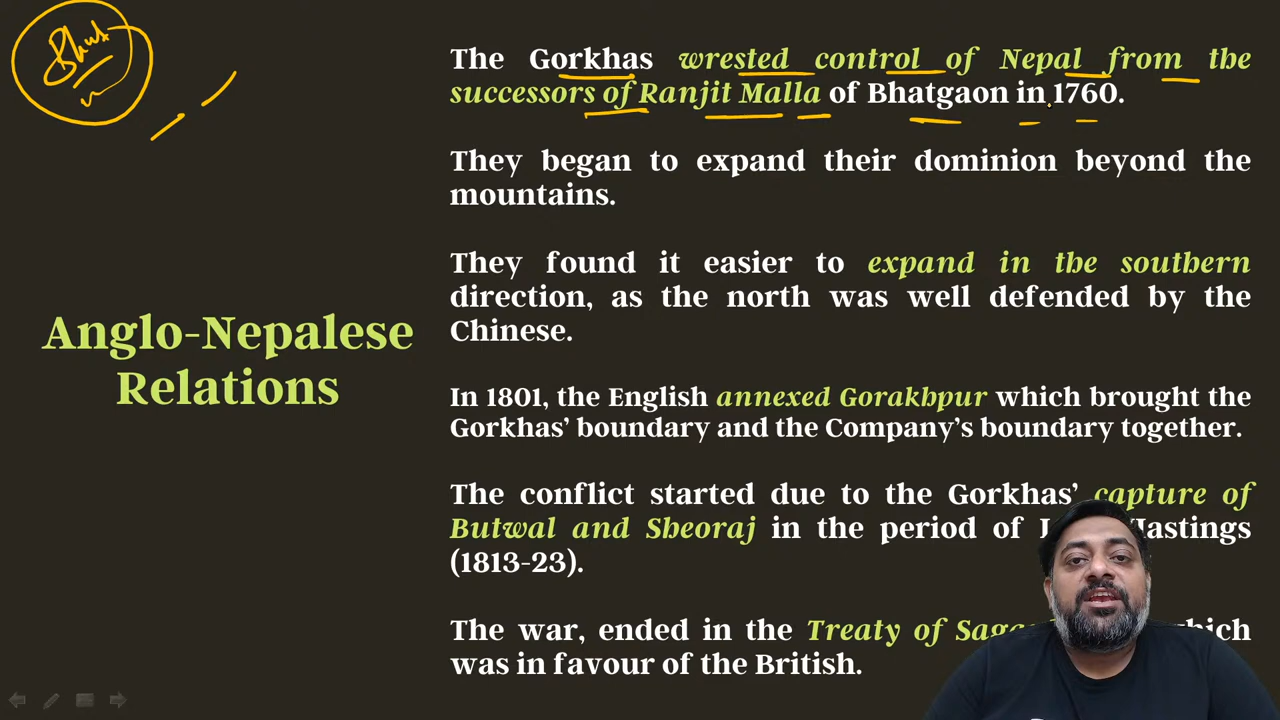 Bhut
The Gorkhas wrested control of Nepal from the
successors of Ranjit Malla of Bhatgaon in 1760.
They began to expand their dominion beyond the
mountains.
They found it easier to expand in the southern
direction, as the north was well defended by the
Chinese.
Anglo-Nepalese
Relations
In 1801, the English annexed Gorakhpur which brought the
Gorkhas' boundary and the Company's boundary together.
The conflict started due to the Gorkhas' capture of
Butwal and Sheoraj in the period of Hastings
(1813-23).
The war, ended in the Treaty of
was in favour of the British.